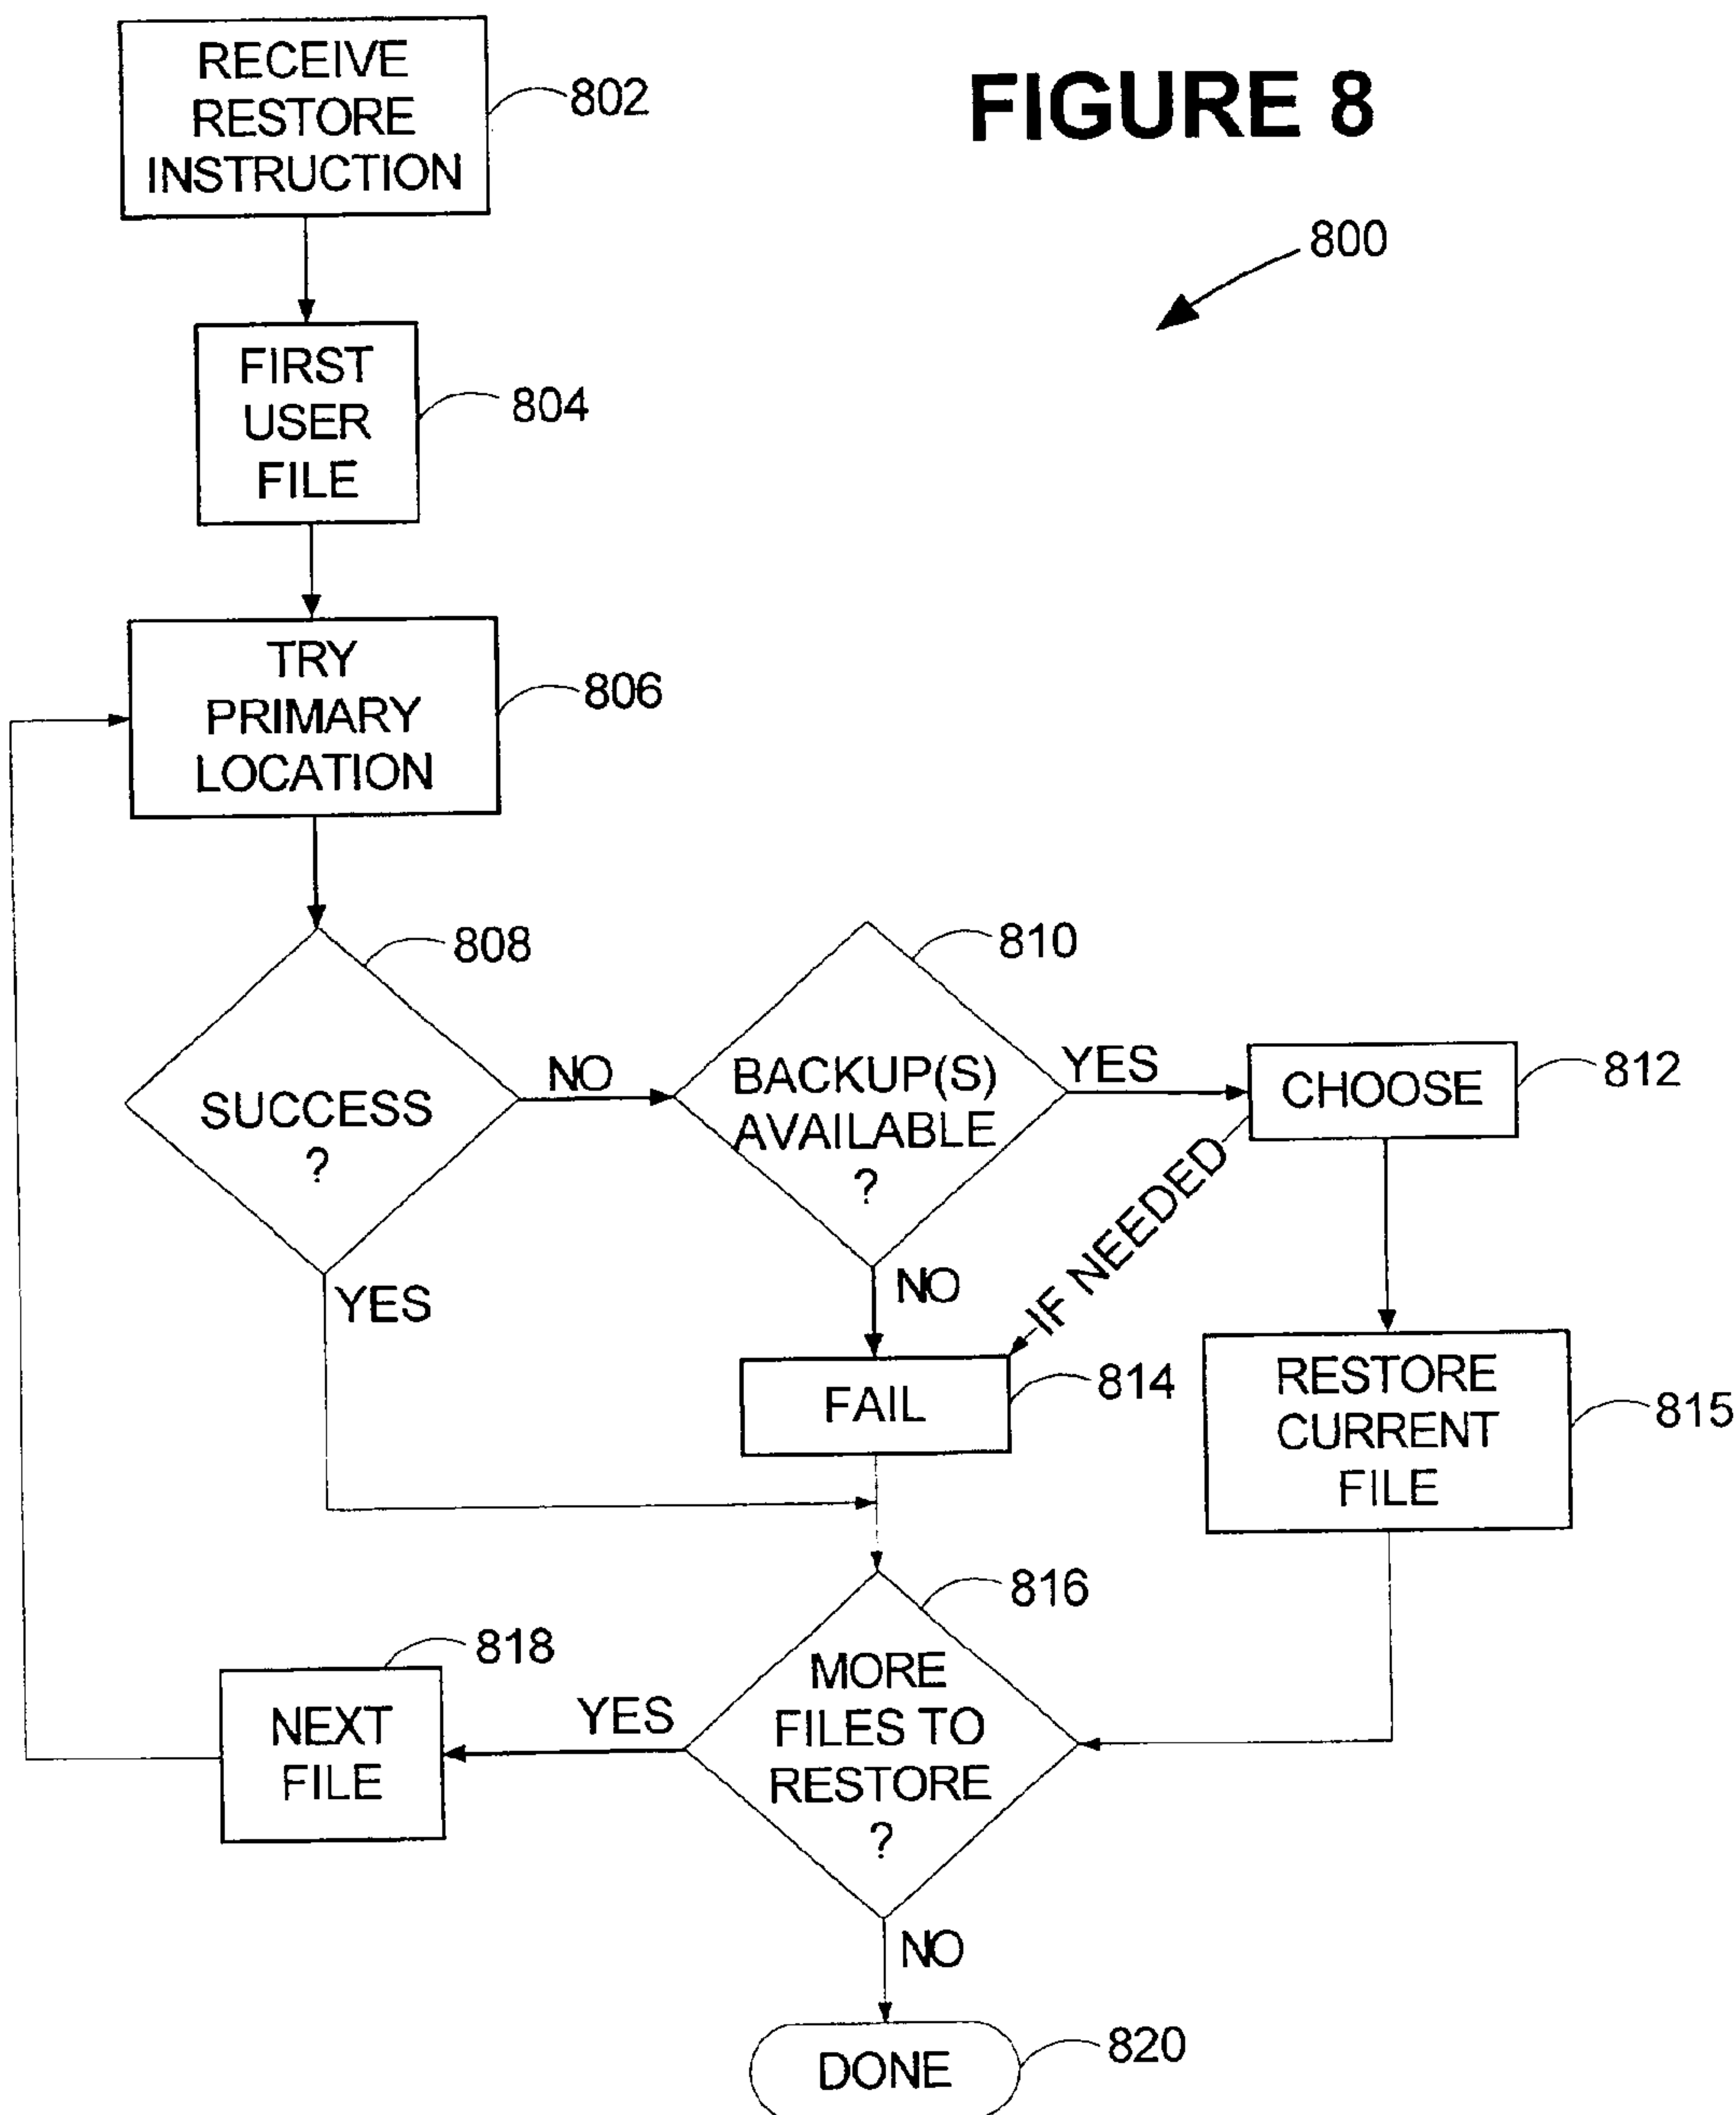 FIGURE 8
800
RECEIVE
RESTORE
INSTRUCTION
802
FIRST
USER
FILE
804
TRY
PRIMARY
LOCATION
806
SUCCESS
?
808
NO
YES
BACKUP(S)
AVAILABLE
?
810
YES
NO
CHOOSE
812
IF NEEDED
FAIL
814
RESTORE
CURRENT
FILE
815
MORE
FILES TO
RESTORE
?
816
YES
NO
NEXT
FILE
818
DONE
820